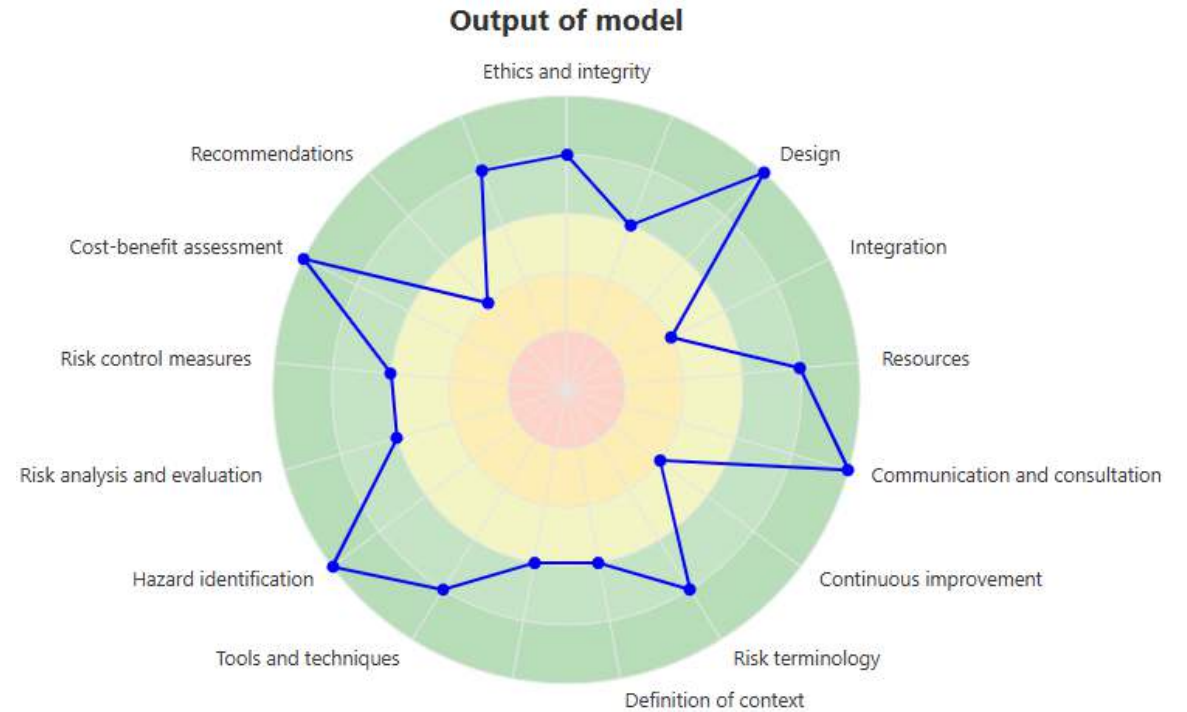 Output of model
Ethics and integrity
Recommendations
Design
Cost-benefit assessment
Integration
Risk control measures
Resources
Risk analysis and evaluation
Communication and consultation
Hazard identification
Continuous improvement
Tools and techniques
Risk terminology
Definition of context